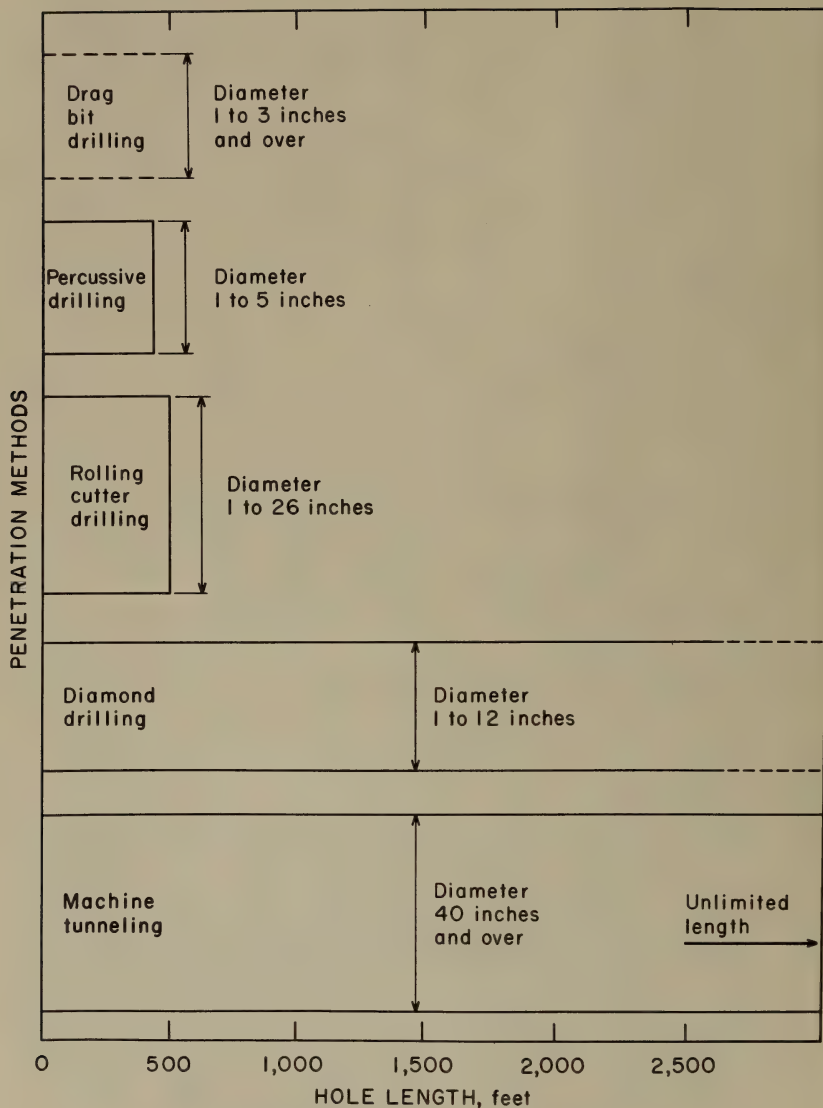 Drag
bit
drilling
Diameter
1 to 3 inches
and over
Percussive
drilling
Diameter
1 to 5 inches
Rolling
cutter
drilling
Diameter
1 to 26 inches
Diamond
drilling
Diameter
1 to 12 inches
Machine
tunneling
Diameter
40 inches
and over
Unlimited
length
PENETRATION METHODS
0 500 1,000 1,500 2,000 2,500
HOLE LENGTH, feet